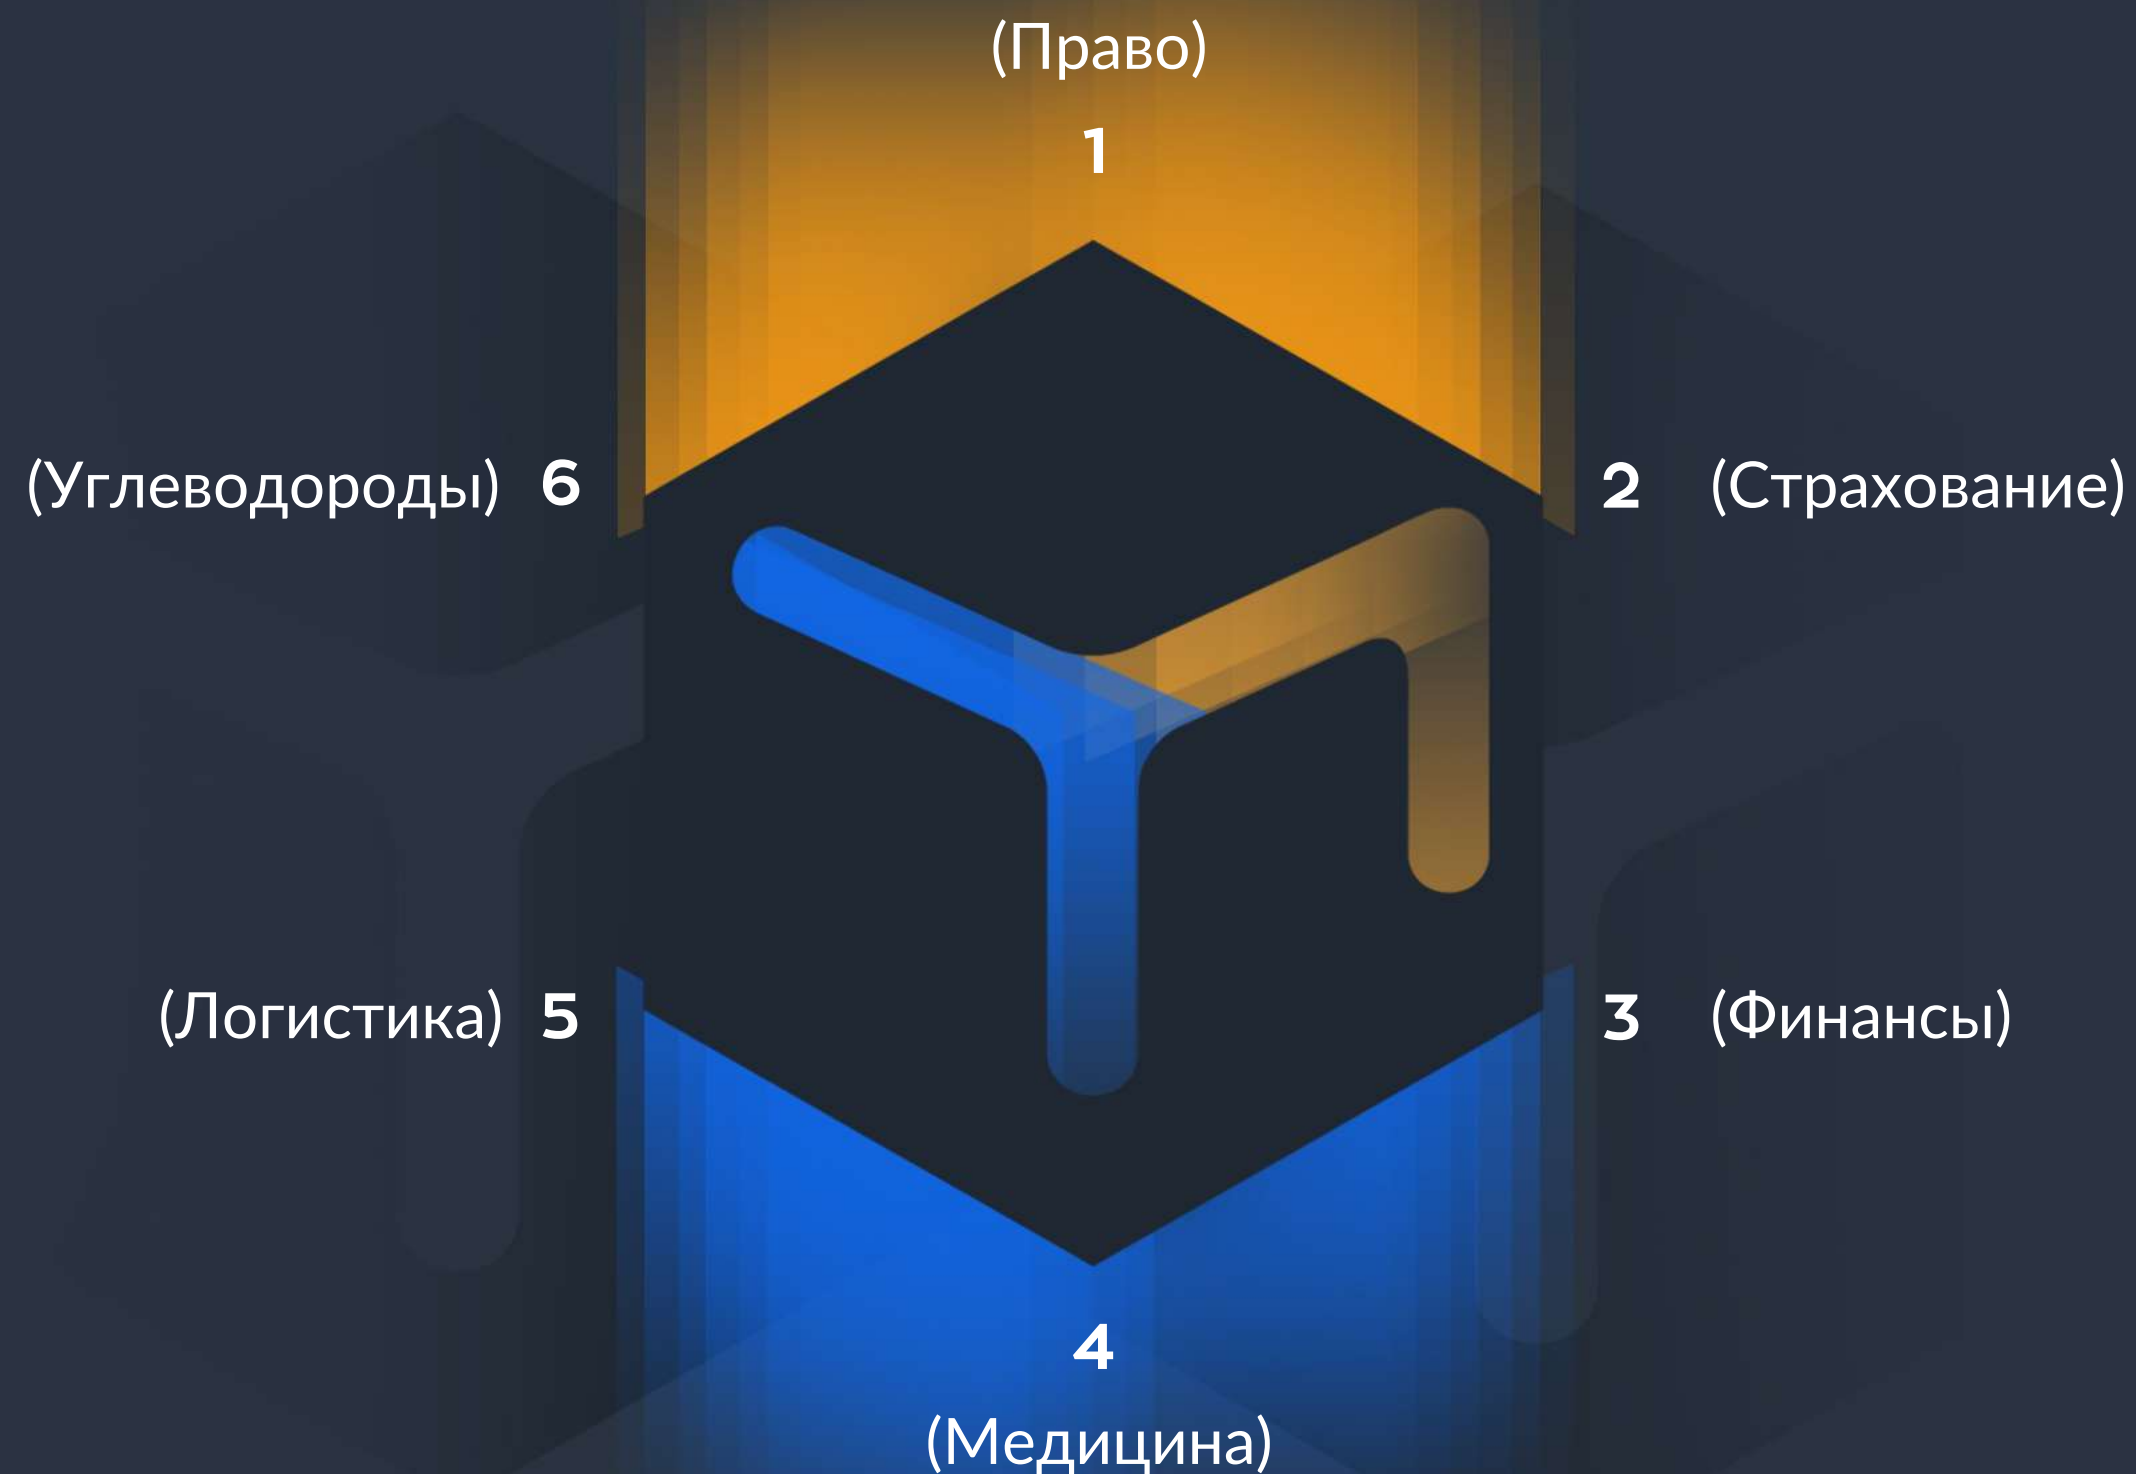 (Право)
1
(Углеводороды) 6
2 (Страхование)
(Логистика) 5
3 (Финансы)
4
(Медицина)